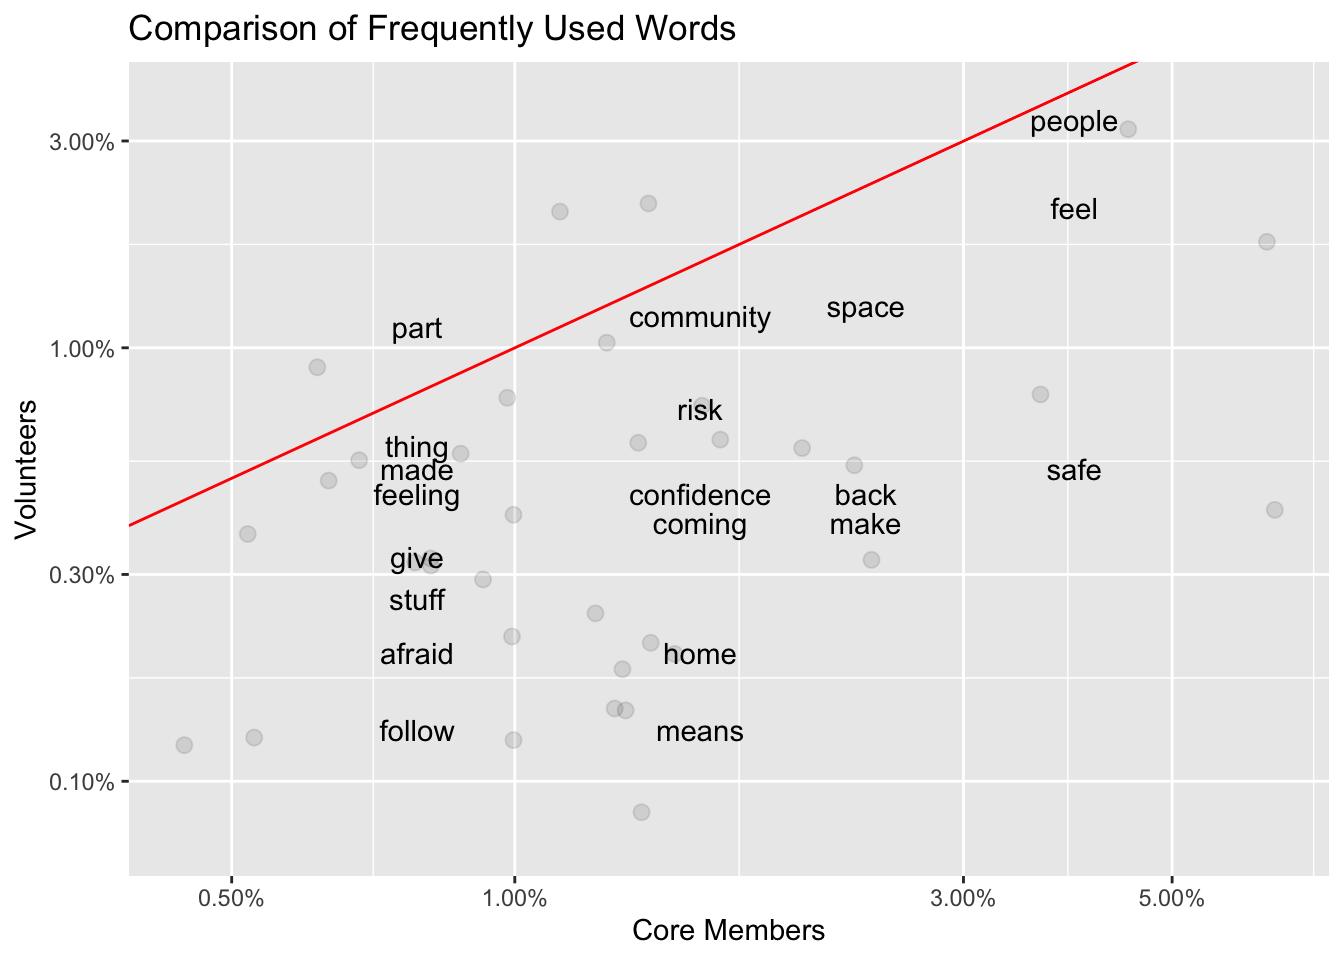 Comparison of Frequently Used Words
people
3.00%
feel
space
community
part
1.00%
risk
thing
made
safe
feeling
confidence
back
coming
make
give
0.30%
stuff
afraid
home
follow
means
0.10%
Volunteers
0.50%
1.00%
3.00%
5.00%
Core Members